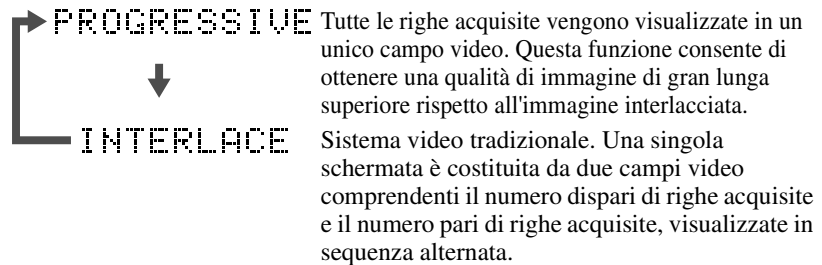 PROGRESSIVE Tutte le righe acquisite vengono visualizzate in un
unico campo video. Questa funzione consente di
ottenere una qualità di immagine di gran lunga
superiore rispetto all'immagine interlacciata.
INTERLACE Sistema video tradizionale. Una singola
schermata è costituita da due campi video
comprendenti il numero dispari di righe acquisite
e il numero pari di righe acquisite, visualizzate in
sequenza alternata.